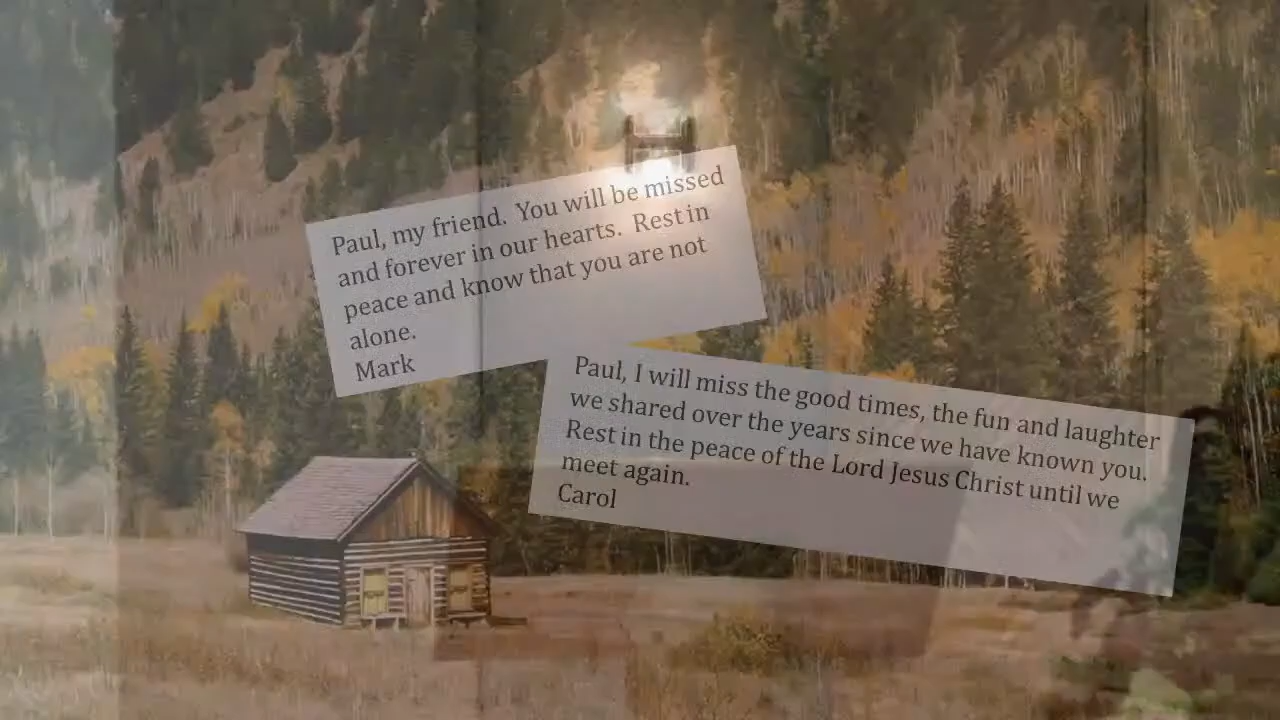 Paul, my friend.  You will be missed
and forever in our hearts.  Rest in
peace and know that you are not
alone.
Mark
Paul, I will miss the good times, the fun and laughter
we shared over the years since we have known you.
Rest in the peace of the Lord Jesus Christ until we
meet again.
Carol